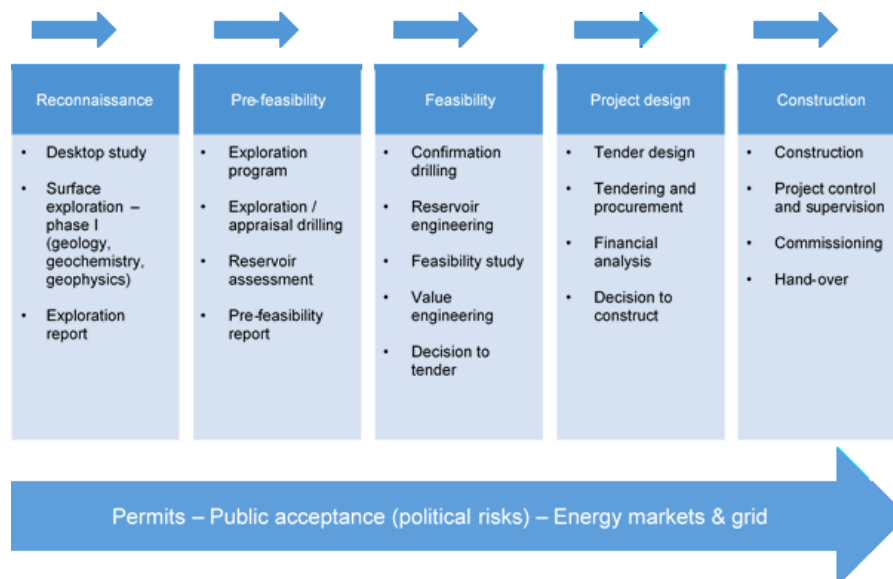 Reconnaissance
• Desktop study
• Surface
exploration –
phase I
(geology,
geochemistry,
geophysics)
• Exploration
report
Pre-feasibility
• Exploration
program
• Exploration /
appraisal drilling
• Reservoir
assessment
• Pre-feasibility
report
Feasibility
• Confirmation
drilling
• Reservoir
engineering
• Feasibility study
• Value
engineering
• Decision to
tender
Project design
• Tender design
• Tendering and
procurement
• Financial
analysis
• Decision to
construct
Construction
• Construction
• Project control
and supervision
• Commissioning
• Hand-over
Permits – Public acceptance (political risks) – Energy markets & grid